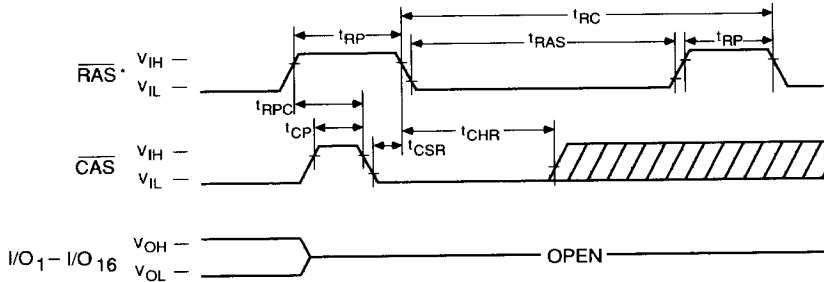 tRC
tRP
tRAS
tRP
RAS •
VIH —
VIL —
tRPC
tCP
tCSR
tCHR
CAS
VIH —
VIL —
I/O1 – I/O16
VOH —
VOL —
OPEN